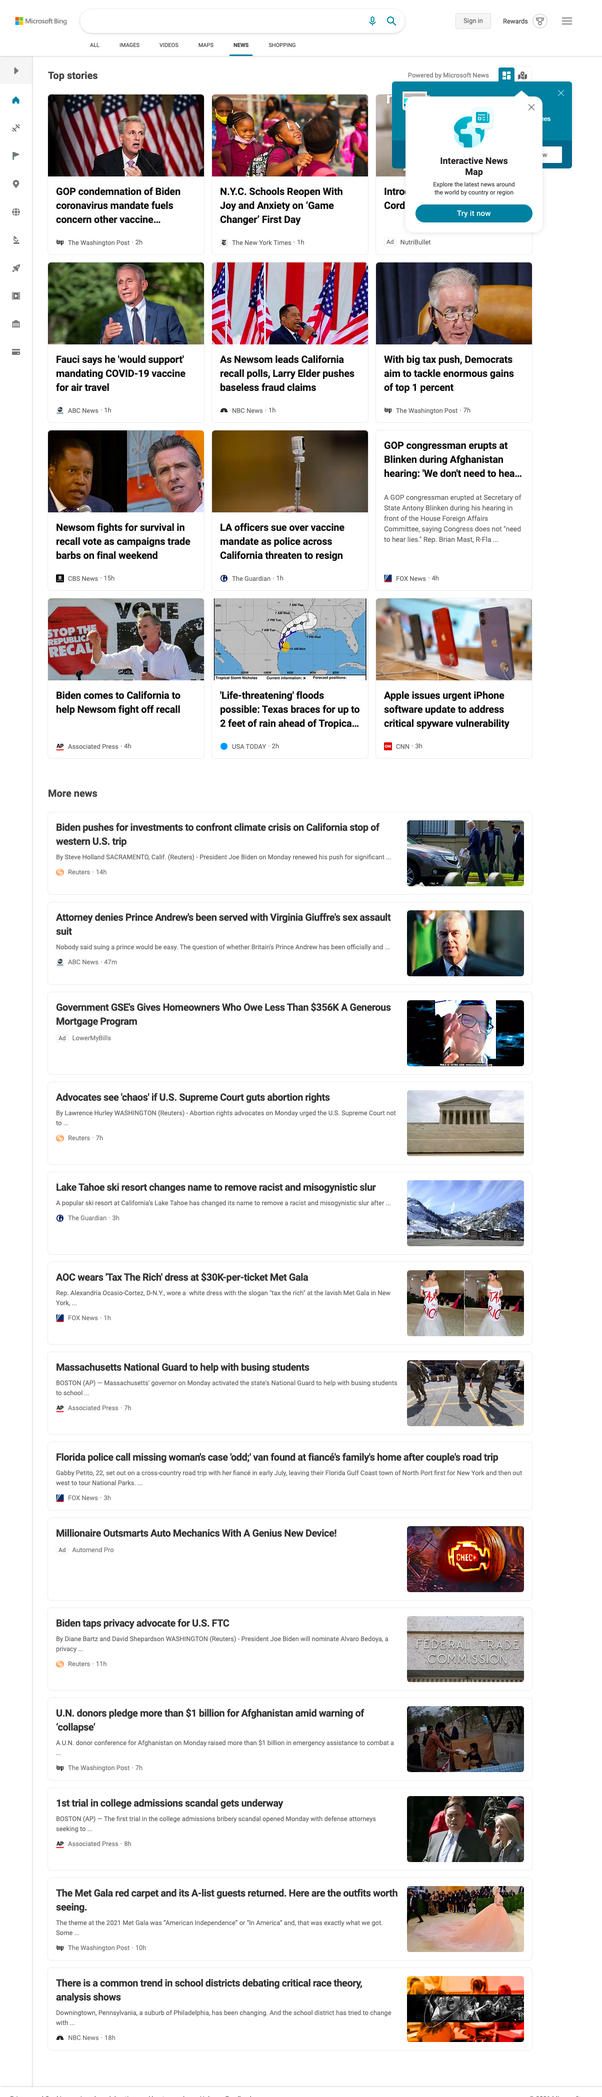 Microsoft Bing
Sign in
Rewards
ALL
IMAGES
VIDEOS
MAPS
NEWS
SHOPPING
Top stories
Powered by Microsoft News
Interactive News
Map
Explore the latest news around
the world by country or region
Try it now
GOP condemnation of Biden
coronavirus mandate fuels
concern other vaccine...
The Washington Post · 2h
N.Y.C. Schools Reopen With
Joy and Anxiety on 'Game
Changer' First Day
The New York Times · 1h
Ad NutriBullet
Fauci says he 'would support'
mandating COVID-19 vaccine
for air travel
ABC News · 1h
As Newsom leads California
recall polls, Larry Elder pushes
baseless fraud claims
NBC News · 1h
With big tax push, Democrats
aim to tackle enormous gains
of top 1 percent
The Washington Post · 7h
Newsom fights for survival in
recall vote as campaigns trade
barbs on final weekend
CBS News · 15h
LA officers sue over vaccine
mandate as police across
California threaten to resign
The Guardian · 1h
GOP congressman erupts at
Blinken during Afghanistan
hearing: 'We don't need to hea...
A GOP congressman erupted at Secretary of
State Antony Blinken during his hearing in
front of the House Foreign Affairs
Committee, saying Congress does not "need
to hear lies." Rep. Brian Mast, R-Fla ...
FOX News · 4h
STOP THE
REPUBLICAN
RECALL
VOTE
Biden comes to California to
help Newsom fight off recall
AP Associated Press · 4h
'Life-threatening' floods
possible: Texas braces for up to
2 feet of rain ahead of Tropica...
USA TODAY · 2h
Apple issues urgent iPhone
software update to address
critical spyware vulnerability
CNN · 3h
More news
Biden pushes for investments to confront climate crisis on California stop of
western U.S. trip
By Steve Holland SACRAMENTO, Calif. (Reuters) - President Joe Biden on Monday renewed his push for significant ...
Reuters · 14h
Attorney denies Prince Andrew's been served with Virginia Giuffre's sex assault
suit
Nobody said suing a prince would be easy. The question of whether Britain's Prince Andrew has been officially and ...
ABC News · 47m
Government GSE's Gives Homeowners Who Owe Less Than $356K A Generous
Mortgage Program
Ad LowerMyBills
Advocates see 'chaos' if U.S. Supreme Court guts abortion rights
By Lawrence Hurley WASHINGTON (Reuters) - Abortion rights advocates on Monday urged the U.S. Supreme Court not
to ...
Reuters · 7h
Lake Tahoe ski resort changes name to remove racist and misogynistic slur
A popular ski resort at California's Lake Tahoe has changed its name to remove a racist and misogynistic slur after ...
The Guardian · 3h
AOC wears 'Tax The Rich' dress at $30K-per-ticket Met Gala
Rep. Alexandria Ocasio-Cortez, D-N.Y., wore a white dress with the slogan "tax the rich" at the lavish Met Gala in New
York, ...
FOX News · 1h
Massachusetts National Guard to help with busing students
BOSTON (AP) — Massachusetts' governor on Monday activated the state's National Guard to help with busing students
to school ...
AP Associated Press · 7h
Florida police call missing woman's case 'odd;' van found at fiancé's family's home after couple's road trip
Gabby Petito, 22, set out on a cross-country road trip with her fiancé in early July, leaving their Florida Gulf Coast town of North Port first for New York and then out
west to tour National Parks. ...
FOX News · 3h
Millionaire Outsmarts Auto Mechanics With A Genius New Device!
Ad Automend Pro
CHECK
Biden taps privacy advocate for U.S. FTC
By Diane Bartz and David Shepardson WASHINGTON (Reuters) - President Joe Biden will nominate Alvaro Bedoya, a
privacy ...
Reuters · 11h
FEDERAL TRADE
COMMISSION
U.N. donors pledge more than $1 billion for Afghanistan amid warning of
'collapse'
A U.N. donor conference for Afghanistan on Monday raised more than $1 billion in emergency assistance to combat a
...
The Washington Post · 7h
1st trial in college admissions scandal gets underway
BOSTON (AP) — The first trial in the college admissions bribery scandal opened Monday with defense attorneys
seeking to ...
AP Associated Press · 8h
The Met Gala red carpet and its A-list guests returned. Here are the outfits worth
seeing.
The theme at the 2021 Met Gala was "American Independence" or "In America" and, that was exactly what we got.
Some ...
The Washington Post · 10h
There is a common trend in school districts debating critical race theory,
analysis shows
Downingtown, Pennsylvania, a suburb of Philadelphia, has been changing. And the school district has tried to change
with ...
NBC News · 18h